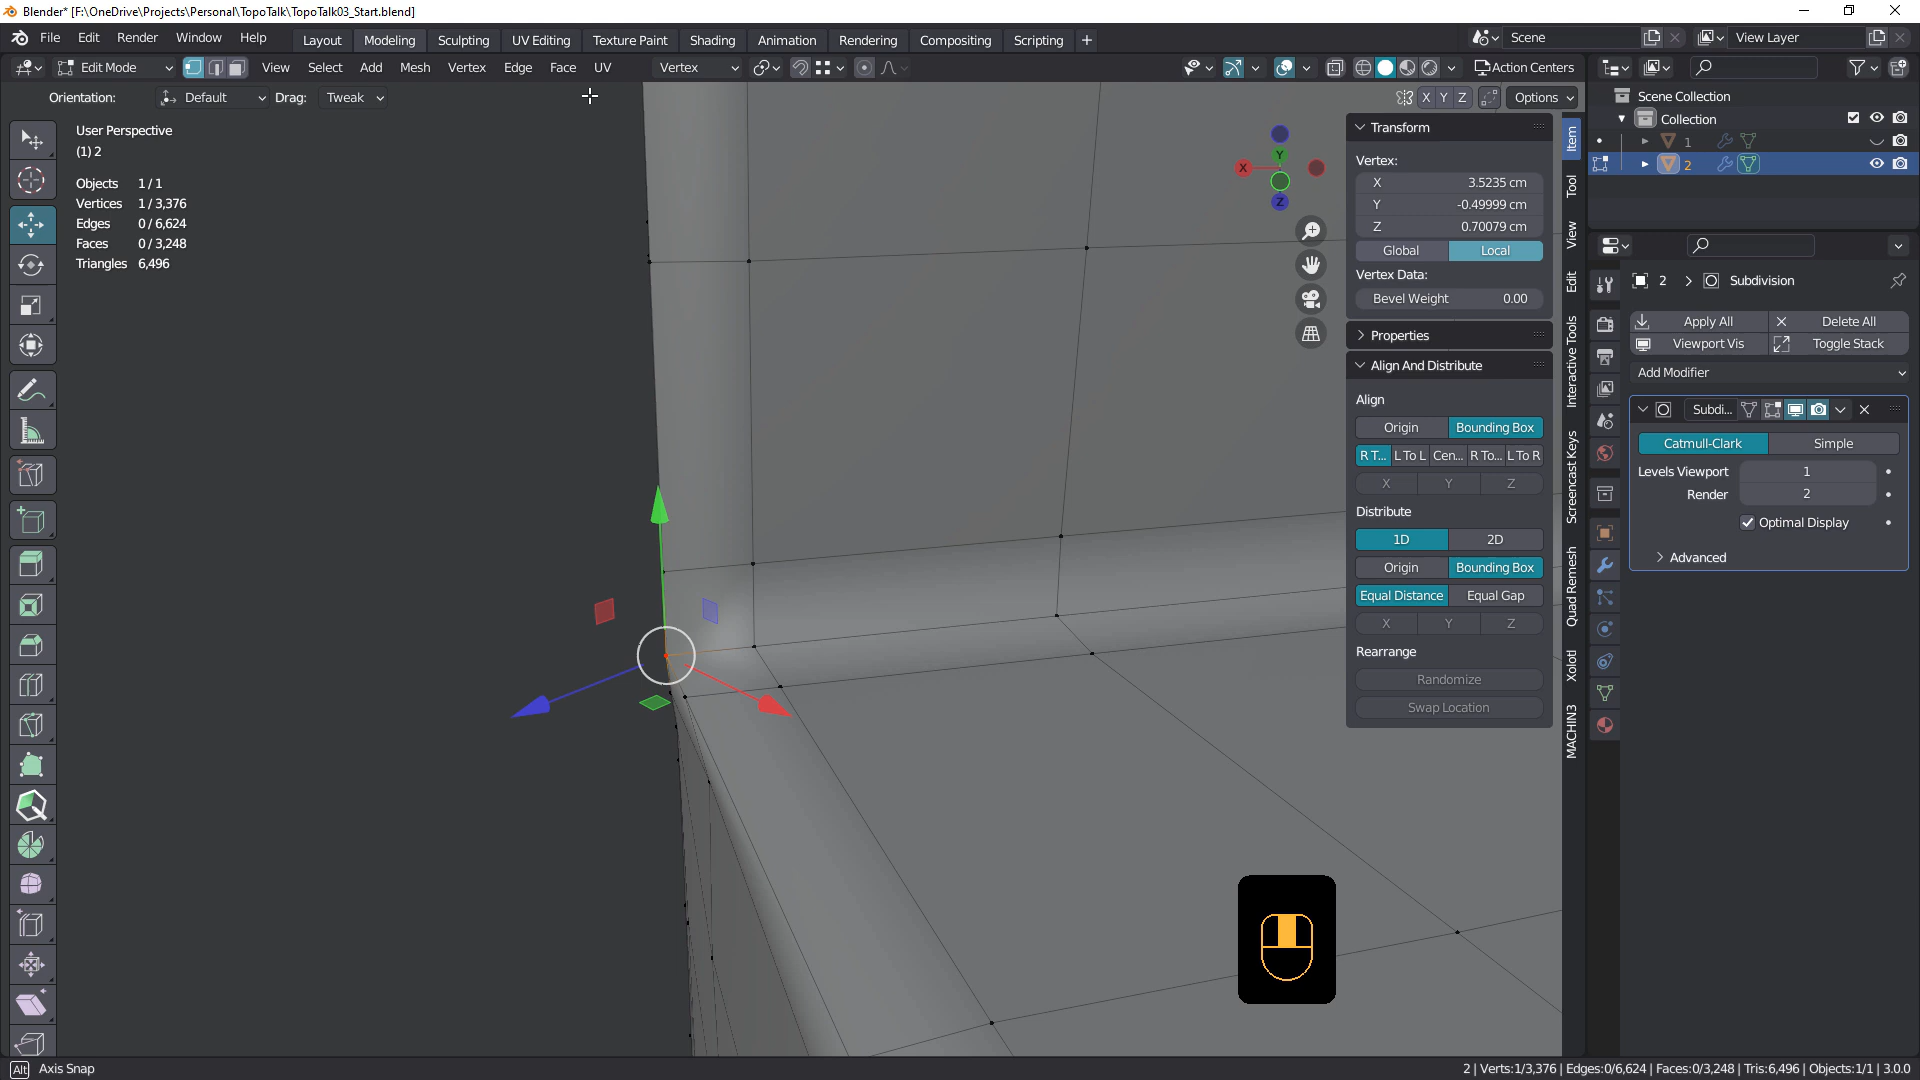 Blender* [F:\OneDrive\Projects\Personal\TopoTalk\TopoTalk03_Start.blend]
File Edit Render Window Help Layout Modeling Sculpting UV Editing Texture Paint Shading Animation Rendering Compositing Scripting + Scene View Layer
Edit Mode View Select Add Mesh Vertex Edge Face UV Vertex Action Centers
Orientation: Default Drag: Tweak X Y Z Options
User Perspective
(1) 2
Objects 1 / 1
Vertices 1 / 3,376
Edges 0 / 6,624
Faces 0 / 3,248
Triangles 6,496
X
Y
Z
Transform
Vertex:
X 3.5235 cm
Y -0.49999 cm
Z 0.70079 cm
Global Local
Vertex Data:
Bevel Weight 0.00
Properties
Align And Distribute
Align
Origin Bounding Box
R T... L To L Cen... R To... L To R
X Y Z
Distribute
1D 2D
Origin Bounding Box
Equal Distance Equal Gap
X Y Z
Rearrange
Randomize
Swap Location
Item
Tool
View
Edit
Interactive Tools
Screencast Keys
Quad Remesh
Xolotl
MACHIN3
Scene Collection
Collection
1
2
2 > Subdivision
Apply All Delete All
Viewport Vis Toggle Stack
Add Modifier
Subdi...
Catmull-Clark Simple
Levels Viewport 1
Render 2
Optimal Display
Advanced
Alt Axis Snap
2 | Verts:1/3,376 | Edges:0/6,624 | Faces:0/3,248 | Tris:6,496 | Objects:1/1 | 3.0.0